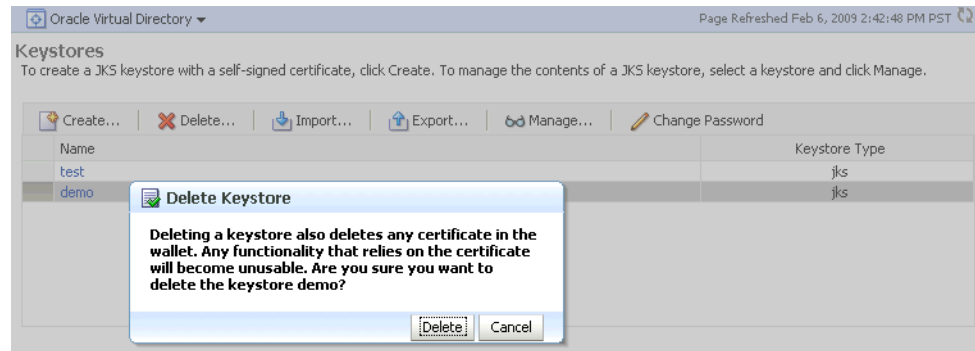 Oracle Virtual Directory
Page Refreshed Feb 6, 2009 2:42:48 PM PST
Keystores
To create a JKS keystore with a self-signed certificate, click Create. To manage the contents of a JKS keystore, select a keystore and click Manage.
Create... Delete... Import... Export... Manage... Change Password
Name Keystore Type
test jks
demo jks
Delete Keystore
Deleting a keystore also deletes any certificate in the
wallet. Any functionality that relies on the certificate
will become unusable. Are you sure you want to
delete the keystore demo?
Delete Cancel